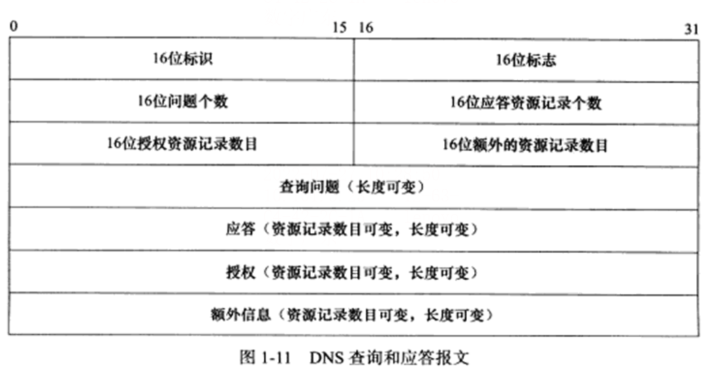 0 15 16 31
16位标识 16位标志
16位问题个数 16位应答资源记录个数
16位授权资源记录数目 16位额外的资源记录数目
查询问题（长度可变）
应答（资源记录数目可变，长度可变）
授权（资源记录数目可变，长度可变）
额外信息（资源记录数目可变，长度可变）
图 1-11 DNS 查询和应答报文